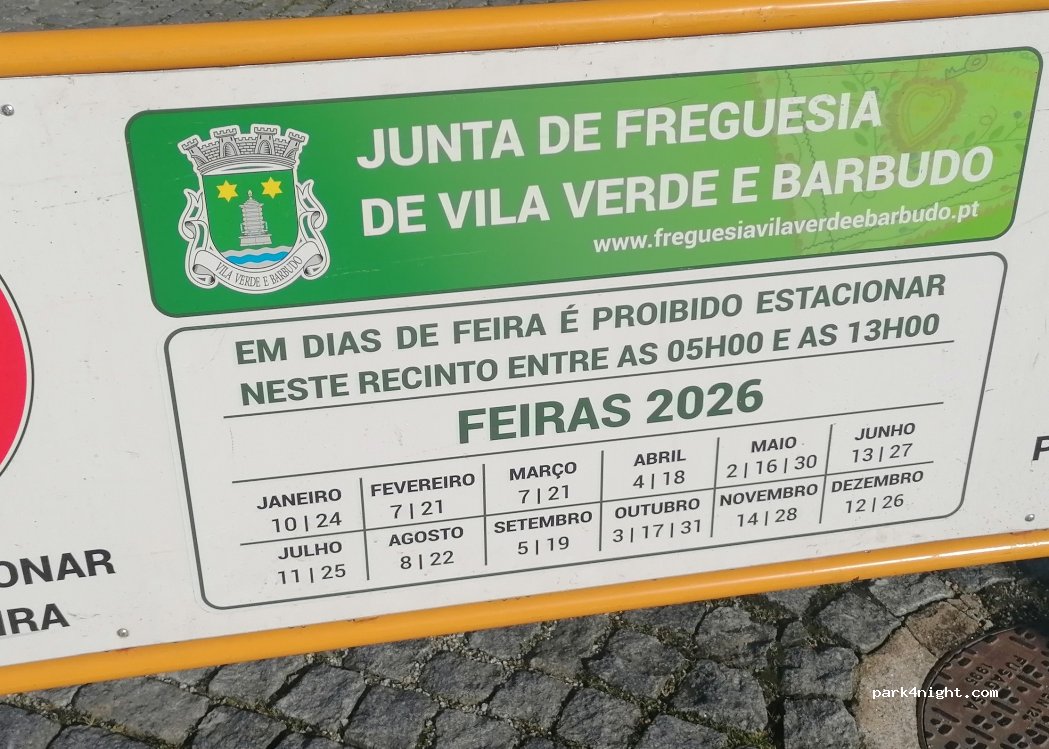 JUNTA DE FREGUESIA
DE VILA VERDE E BARBUDO
www.freguesiavilaverdeebarbudo.pt
VILA VERDE E BARBUDO
EM DIAS DE FEIRA É PROIBIDO ESTACIONAR
NESTE RECINTO ENTRE AS 05H00 E AS 13H00
FEIRAS 2026
JANEIRO FEVEREIRO MARÇO ABRIL MAIO JUNHO
10 | 24 7 | 21 7 | 21 4 | 18 2 | 16 | 30 13 | 27
JULHO AGOSTO SETEMBRO OUTUBRO NOVEMBRO DEZEMBRO
11 | 25 8 | 22 5 | 19 3 | 17 | 31 14 | 28 12 | 26
ONAR
IRA
park4night.com